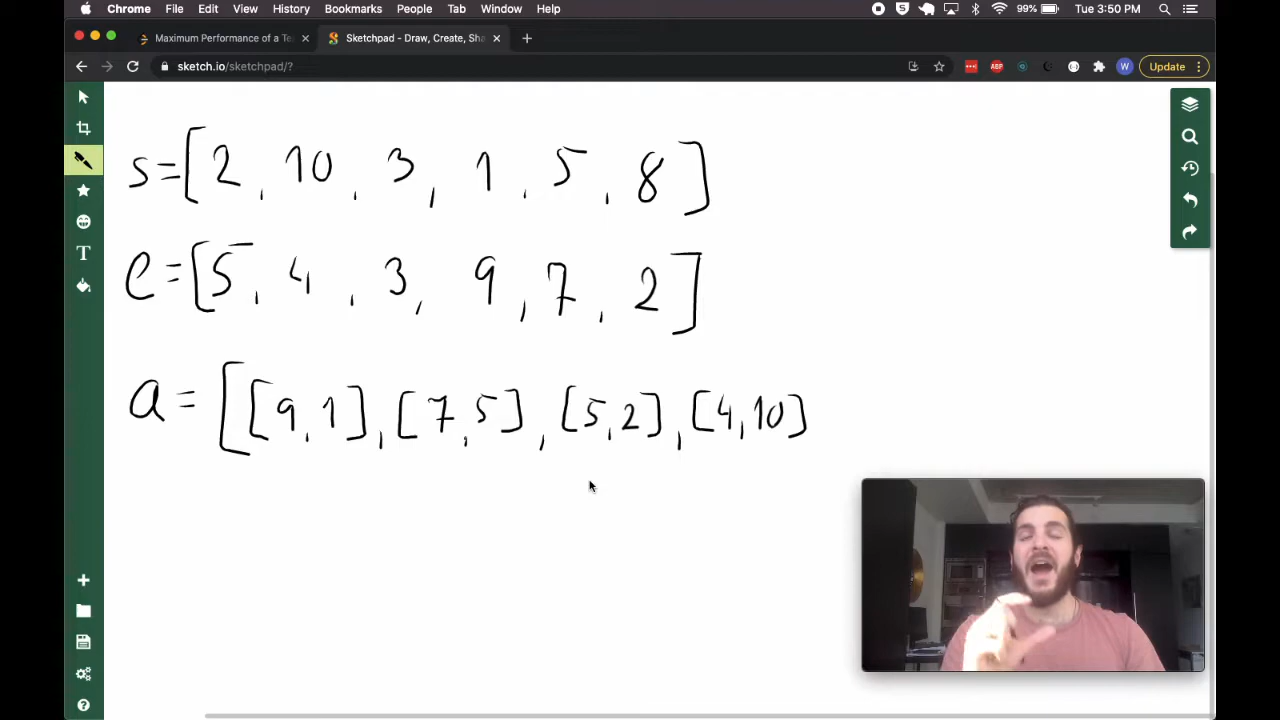 Chrome File Edit View History Bookmarks People Tab Window Help 99% Tue 3:50 PM
Maximum Performance of a Te
Sketchpad - Draw, Create, Sha
sketch.io/sketchpad/?
ABP
W
Update
s=[2, 10, 3, 1, 5, 8]
e=[5, 4, 3, 9, 7, 2]
a=[[9,1],[7,5],[5,2],[4,10]
T